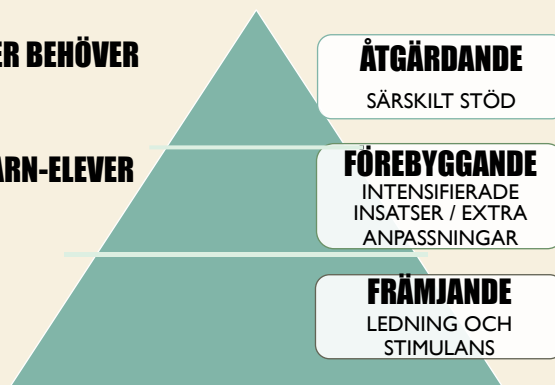 ER BEHÖVER
ÅTGÄRDANDE
SÄRSKILT STÖD
ARN-ELEVER
FÖREBYGGANDE
INTENSIFIERADE
INSATSER / EXTRA
ANPASSNINGAR
FRÄMJANDE
LEDNING OCH
STIMULANS